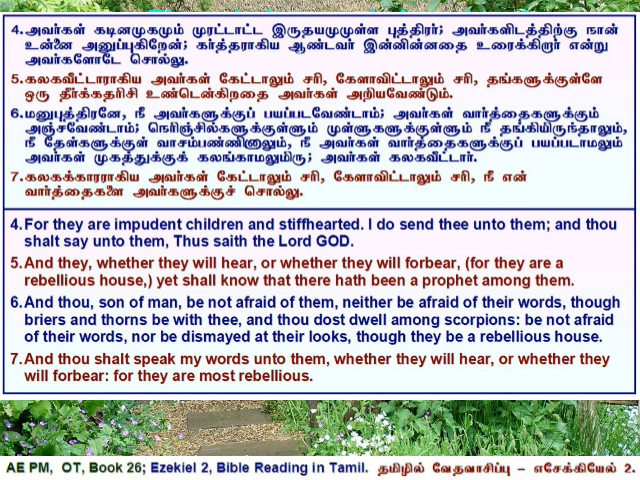 4.அவர்கள் கடினமுகமும் முரட்டாட்ட இருதயமுமுள்ள புத்திரர்; அவர்களிடத்திற்கு நான்
உன்னை அனுப்புகிறேன்; கர்த்தராகிய ஆண்டவர் இன்னின்னதை உரைக்கிறார் என்று
அவர்களோடே சொல்லு.
5.கலகவீட்டாராகிய அவர்கள் கேட்டாலும் சரி, கேளாவிட்டாலும் சரி, தங்களுக்குள்ளே
ஒரு தீர்க்கதரிசி உண்டென்கிறதை அவர்கள் அறியவேண்டும்.
6.மனுபுத்திரனே, நீ அவர்களுக்குப் பயப்படவேண்டாம்; அவர்கள் வார்த்தைகளுக்கும்
அஞ்சவேண்டாம்; நெரிஞ்சில்களுக்குள்ளும் முள்ளுகளுக்குள்ளும் நீ தங்கியிருந்தாலும்,
நீ தேள்களுக்குள் வாசம்பண்ணினாலும், நீ அவர்கள் வார்த்தைகளுக்குப் பயப்படாமலும்
அவர்கள் முகத்துக்குக் கலங்காமலுமிரு; அவர்கள் கலகவீட்டார்.
7.கலகக்காரராகிய அவர்கள் கேட்டாலும் சரி, கேளாவிட்டாலும் சரி, நீ என்
வார்த்தைகளை அவர்களுக்குச் சொல்லு.
4.For they are impudent children and stiffhearted. I do send thee unto them; and thou
shalt say unto them, Thus saith the Lord GOD.
5.And they, whether they will hear, or whether they will forbear, (for they are a
rebellious house,) yet shall know that there hath been a prophet among them.
6.And thou, son of man, be not afraid of them, neither be afraid of their words, though
briers and thorns be with thee, and thou dost dwell among scorpions: be not afraid
of their words, nor be dismayed at their looks, though they be a rebellious house.
7.And thou shalt speak my words unto them, whether they will hear, or whether they
will forbear: for they are most rebellious.
AE PM, OT, Book 26; Ezekiel 2, Bible Reading in Tamil. தமிழில் வேதவாசிப்பு – எசேக்கியேல் 2.